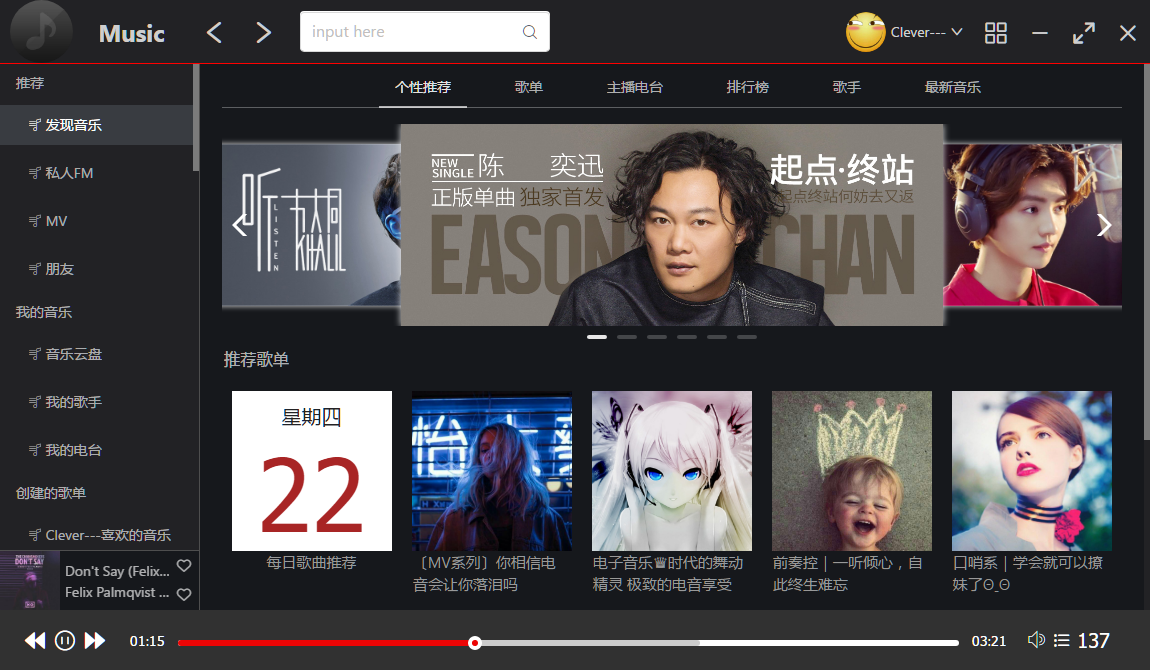 Music
input here
Clever---
推荐
发现音乐
私人FM
MV
朋友
我的音乐
音乐云盘
我的歌手
我的电台
创建的歌单
Clever---喜欢的音乐
个性推荐 歌单 主播电台 排行榜 歌手 最新音乐
听
LISTEN
方大同
KHALIL
NEW SINGLE 陈 奕迅
正版单曲 独家首发
EASON CHAN
起点·终站
起点终站何妨去又返
推荐歌单
星期四
22
每日歌曲推荐
〔MV系列〕你相信电
音会让你落泪吗
电子音乐♛时代的舞动
精灵 极致的电音享受
前奏控｜一听倾心，自
此终生难忘
口哨系｜学会就可以撩
妹了ʘ‿ʘ
DON'T SAY
Don't Say (Felix...
Felix Palmqvist ...
01:15
03:21
137